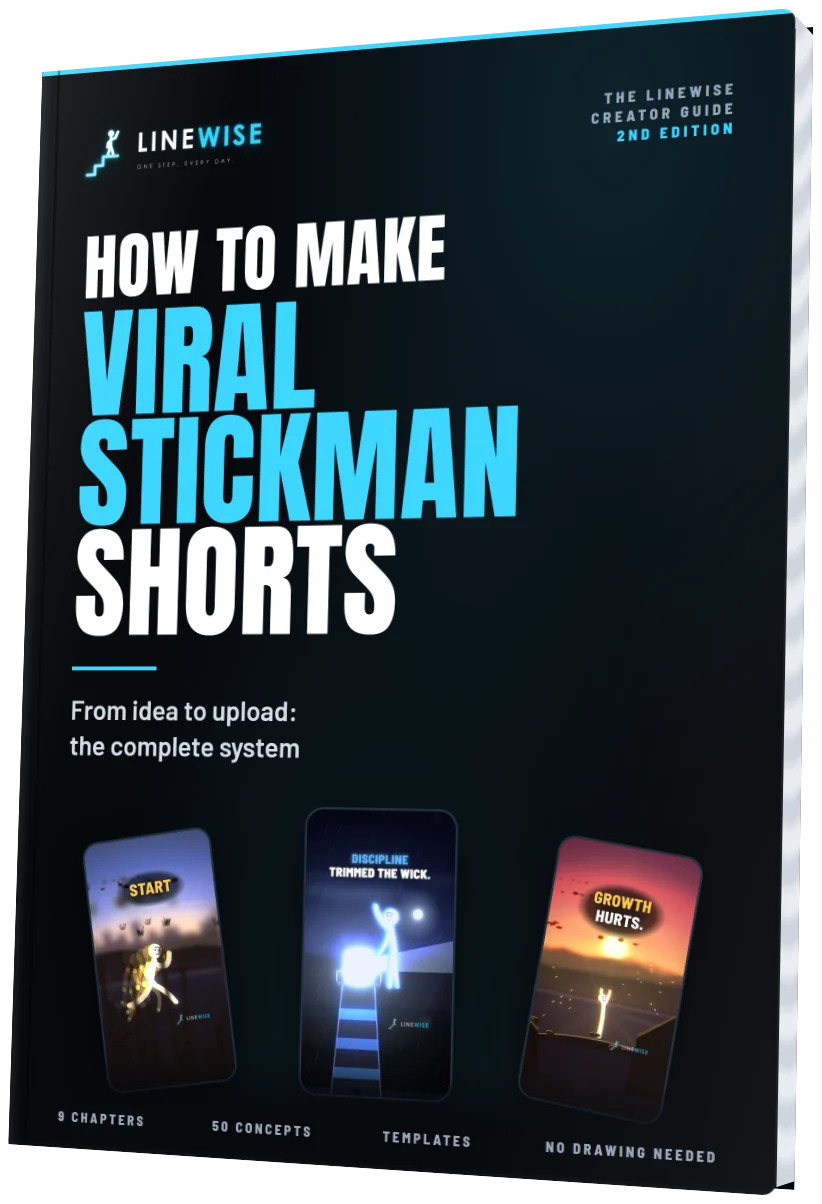 LINEWISE
ONE STEP. EVERY DAY.
THE LINEWISE
CREATOR GUIDE
2ND EDITION
HOW TO MAKE
VIRAL
STICKMAN
SHORTS
From idea to upload:
the complete system
START
LINEWISE
DISCIPLINE
TRIMMED THE WICK.
LINEWISE
GROWTH
HURTS.
LINEWISE
9 CHAPTERS
50 CONCEPTS
TEMPLATES
NO DRAWING NEEDED